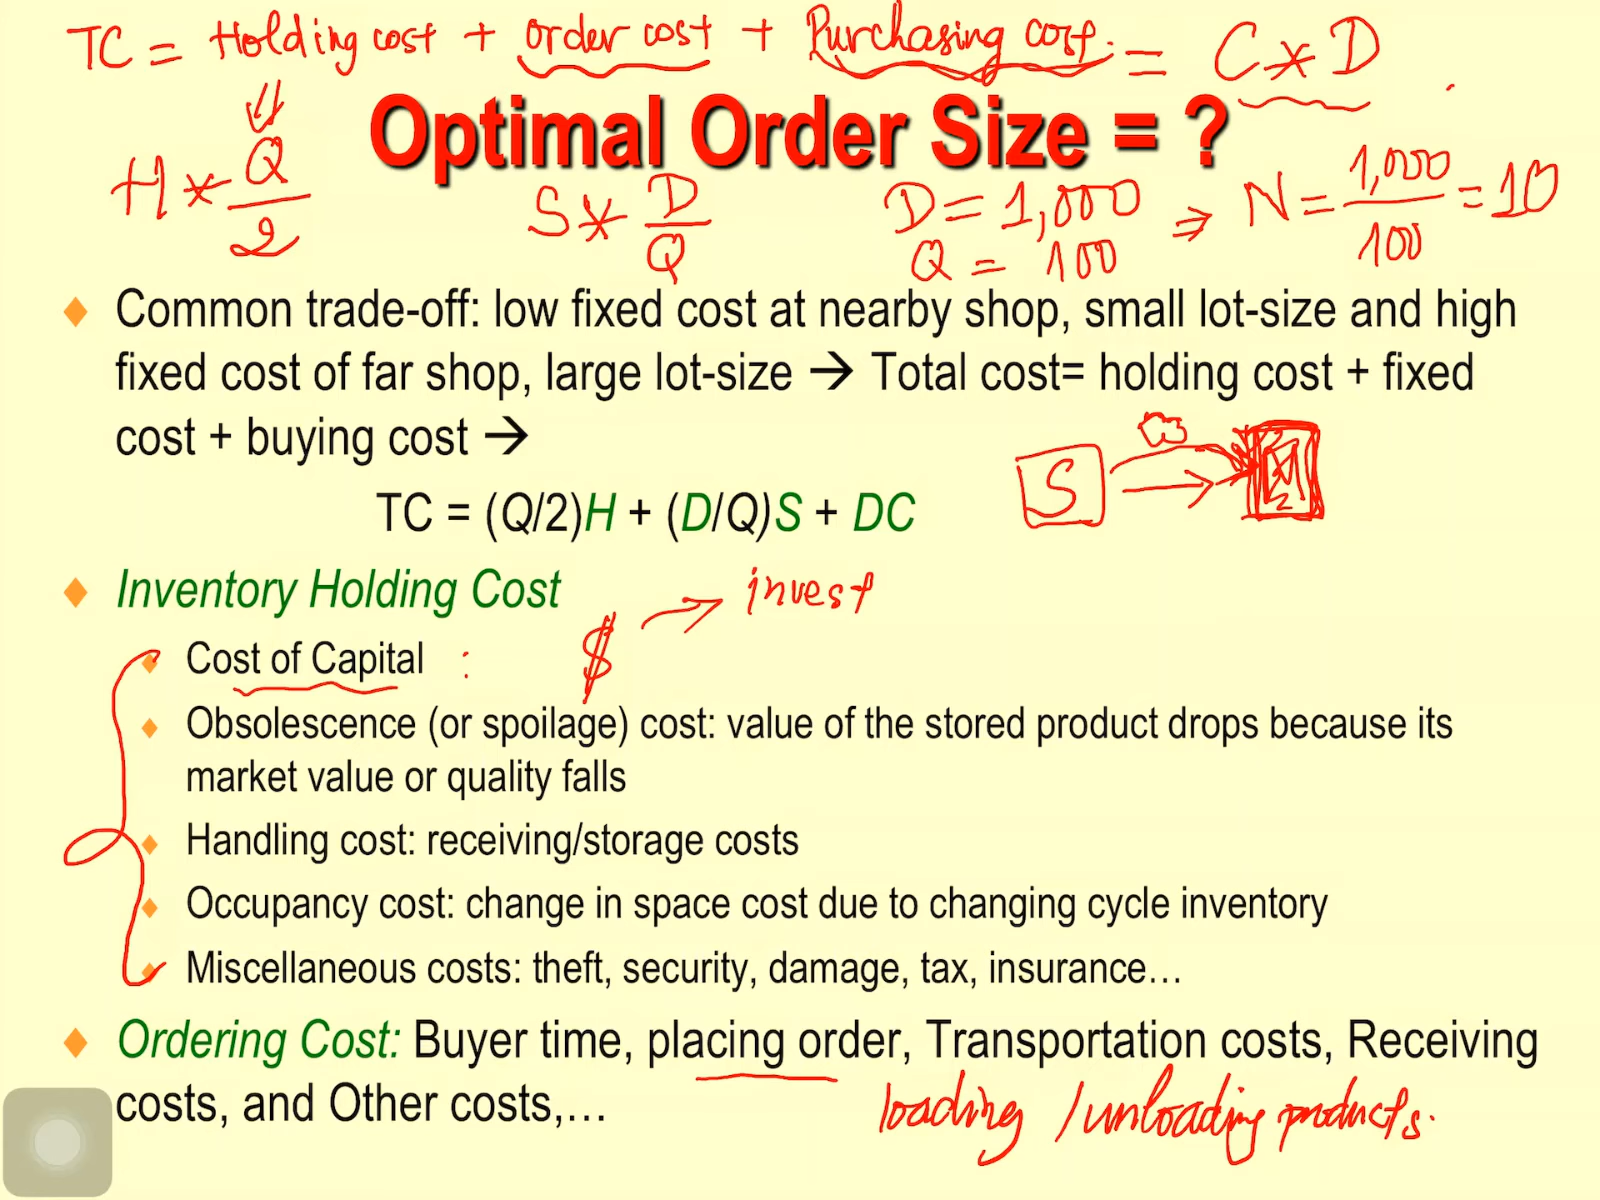 TC = Holding cost + order cost + Purchasing cost. = C * D
Optimal Order Size = ?
H * Q/2
S * D/Q
D = 1,000 ⇒ N = 1,000/100 = 10
Q = 100
Common trade-off: low fixed cost at nearby shop, small lot-size and high
fixed cost of far shop, large lot-size → Total cost= holding cost + fixed
cost + buying cost →
S
TC = (Q/2)H + (D/Q)S + DC
Inventory Holding Cost
$ → invest
Cost of Capital :
Obsolescence (or spoilage) cost: value of the stored product drops because its
market value or quality falls
Handling cost: receiving/storage costs
Occupancy cost: change in space cost due to changing cycle inventory
Miscellaneous costs: theft, security, damage, tax, insurance…
Ordering Cost: Buyer time, placing order, Transportation costs, Receiving
costs, and Other costs,…
loading / unloading products.